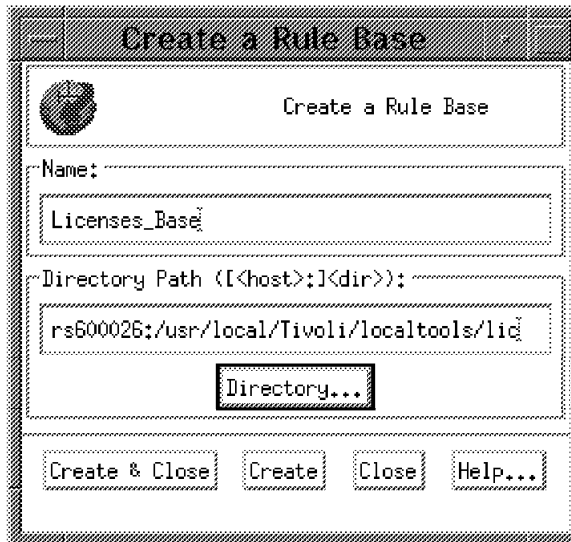 Create a Rule Base
Create a Rule Base
Name:
Licenses_Base
Directory Path ([<host>:]<dir>):
rs600026:/usr/local/Tivoli/localtools/lic
Directory...
Create & Close Create Close Help...